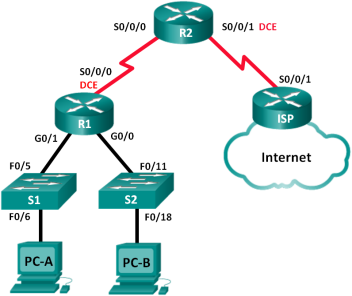 S0/0/0
R2
S0/0/1 DCE
S0/0/0
DCE
S0/0/1
R1
ISP
G0/1
G0/0
Internet
F0/5
F0/11
S1
S2
F0/6
F0/18
PC-A
PC-B